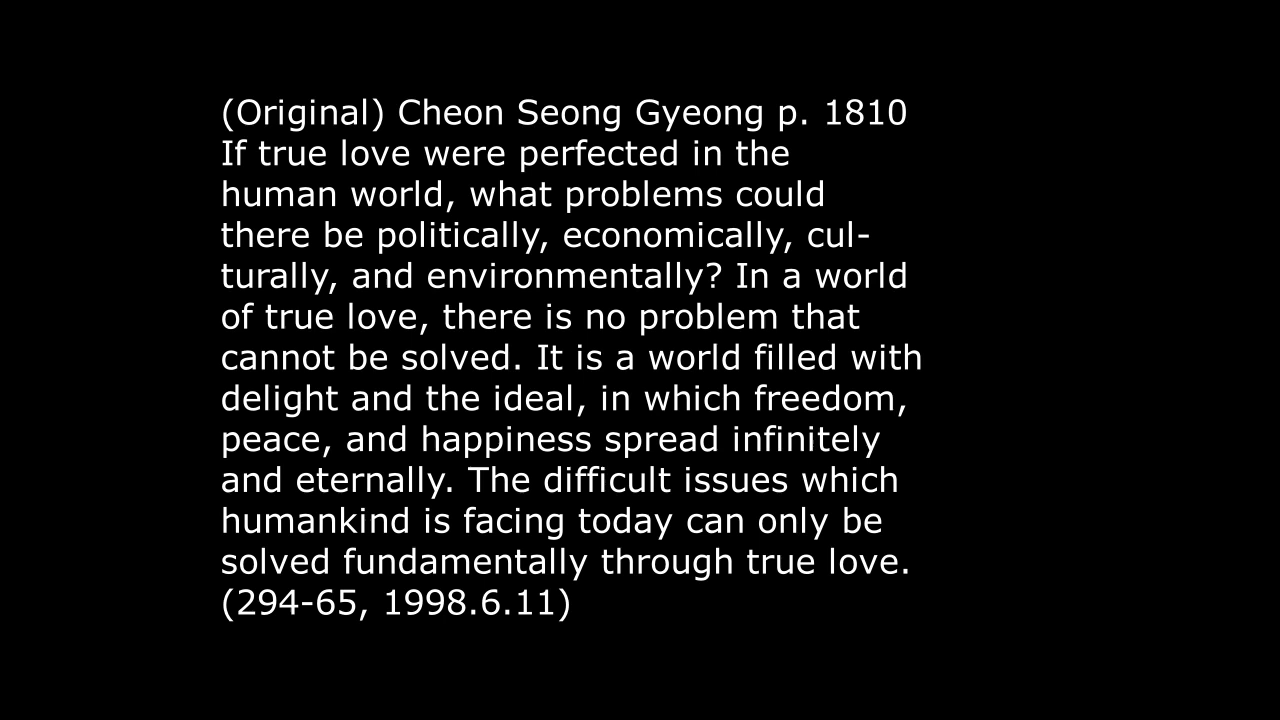 (Original) Cheon Seong Gyeong p. 1810
If true love were perfected in the
human world, what problems could
there be politically, economically, cul-
turally, and environmentally? In a world
of true love, there is no problem that
cannot be solved. It is a world filled with
delight and the ideal, in which freedom,
peace, and happiness spread infinitely
and eternally. The difficult issues which
humankind is facing today can only be
solved fundamentally through true love.
(294-65, 1998.6.11)